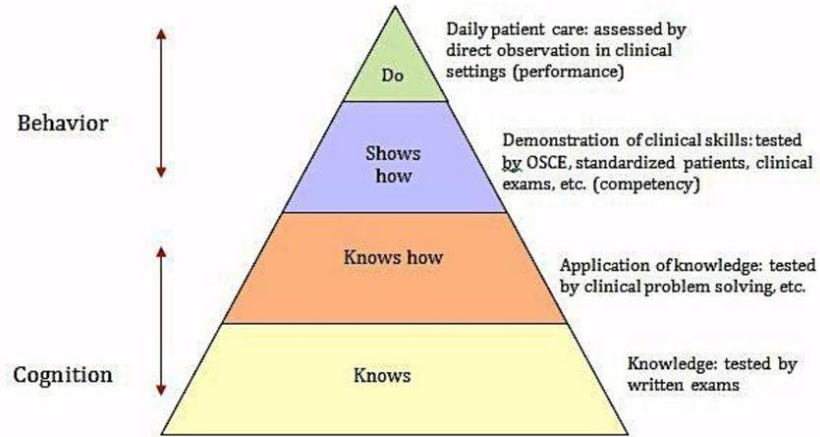 Daily patient care: assessed by
direct observation in clinical
settings (performance)
Do
Behavior
Demonstration of clinical skills: tested
by OSCE, standardized patients, clinical
exams, etc. (competency)
Shows
how
Knows how
Application of knowledge: tested
by clinical problem solving, etc.
Knowledge: tested by
written exams
Cognition
Knows